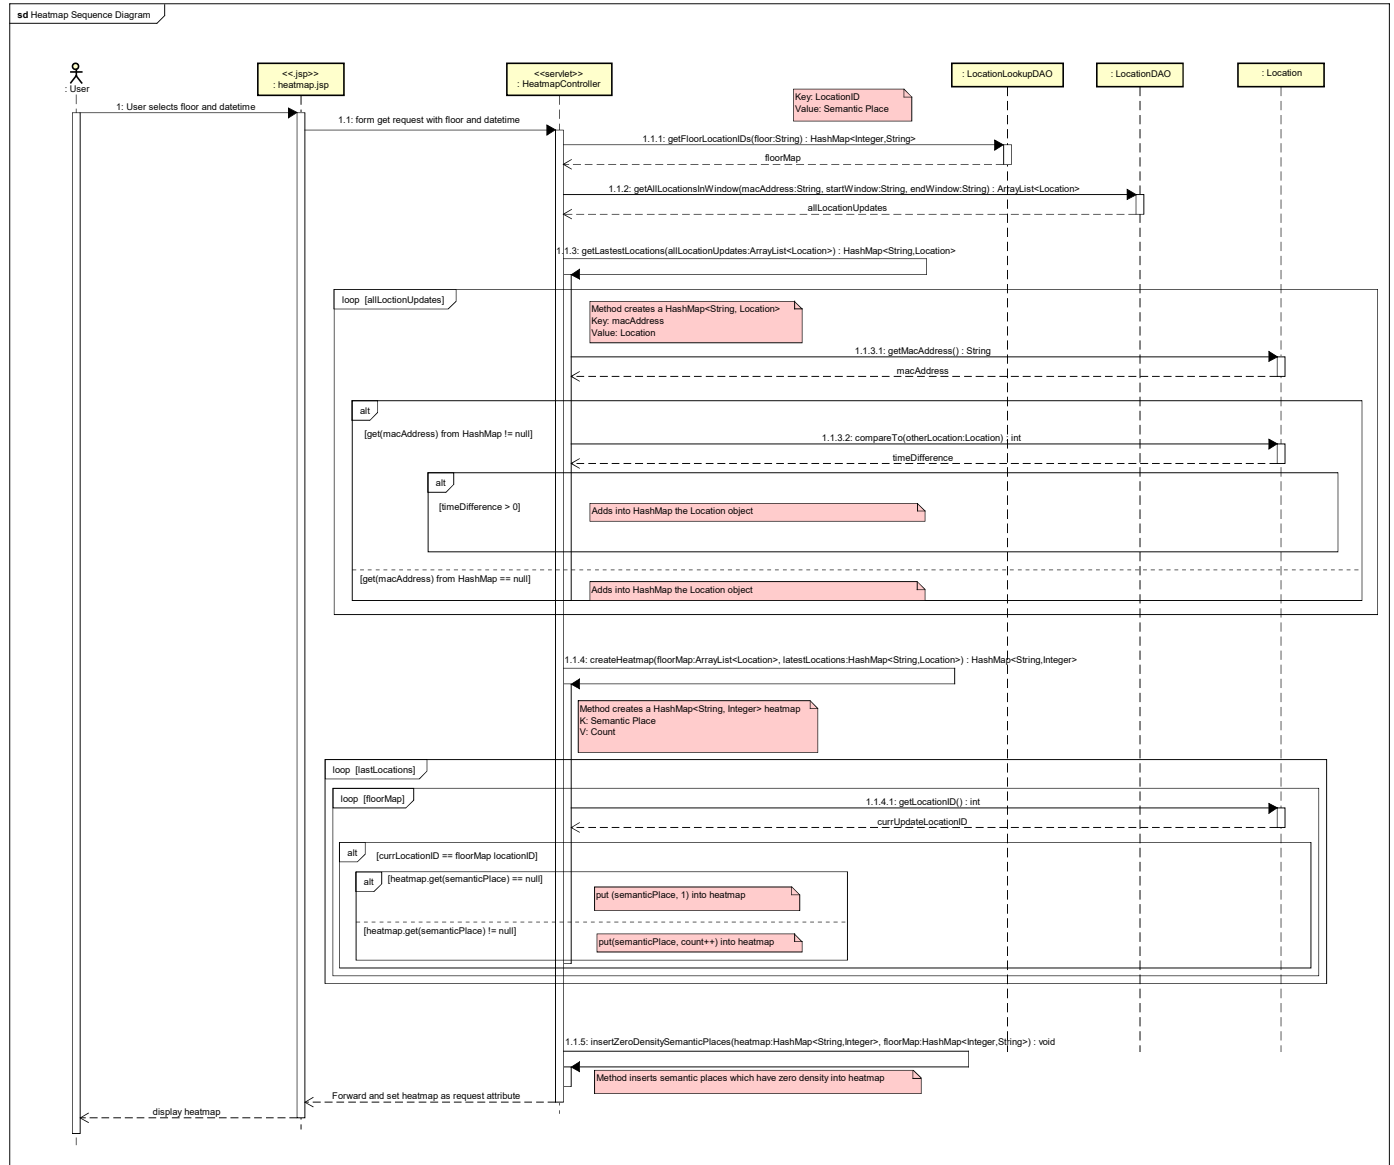 sd Heatmap Sequence Diagram
: User
<<.jsp>>
: heatmap.jsp
<<servlet>>
: HeatmapController
: LocationLookupDAO
: LocationDAO
: Location
Key: LocationID
Value: Semantic Place
1: User selects floor and datetime
1.1: form get request with floor and datetime
1.1.1: getFloorLocationIDs(floor:String) : HashMap<Integer,String>
floorMap
1.1.2: getAllLocationsInWindow(macAddress:String, startWindow:String, endWindow:String) : ArrayList<Location>
allLocationUpdates
1.1.3: getLastestLocations(allLocationUpdates:ArrayList<Location>) : HashMap<String,Location>
loop [allLoctionUpdates]
Method creates a HashMap<String, Location>
Key: macAddress
Value: Location
1.1.3.1: getMacAddress() : String
macAddress
alt
[get(macAddress) from HashMap != null]
1.1.3.2: compareTo(otherLocation:Location) : int
timeDifference
alt
[timeDifference > 0]
Adds into HashMap the Location object
[get(macAddress) from HashMap == null]
Adds into HashMap the Location object
1.1.4: createHeatmap(floorMap:ArrayList<Location>, latestLocations:HashMap<String,Location>) : HashMap<String,Integer>
Method creates a HashMap<String, Integer> heatmap
K: Semantic Place
V: Count
loop [lastLocations]
loop [floorMap]
1.1.4.1: getLocationID() : int
currUpdateLocationID
alt [currLocationID == floorMap locationID]
alt [heatmap.get(semanticPlace) == null]
put (semanticPlace, 1) into heatmap
[heatmap.get(semanticPlace) != null]
put(semanticPlace, count++) into heatmap
1.1.5: insertZeroDensitySemanticPlaces(heatmap:HashMap<String,Integer>, floorMap:HashMap<Integer,String>) : void
Method inserts semantic places which have zero density into heatmap
Forward and set heatmap as request attribute
display heatmap